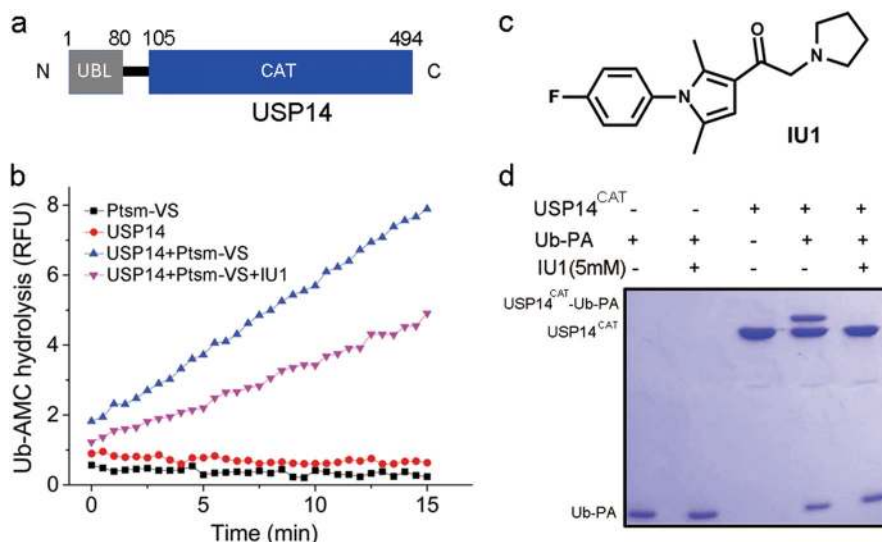 a
1 80 105 494
N UBL CAT C
USP14
b
Ub-AMC hydrolysis (RFU)
8
6
4
2
0
Ptsm-VS
USP14
USP14+Ptsm-VS
USP14+Ptsm-VS+IU1
0 5 10 15
Time (min)
c
O
N
F
N
IU1
d
USP14CAT - - + + +
Ub-PA + + - + +
IU1(5mM) - + - - +
USP14CAT-Ub-PA
USP14CAT
Ub-PA